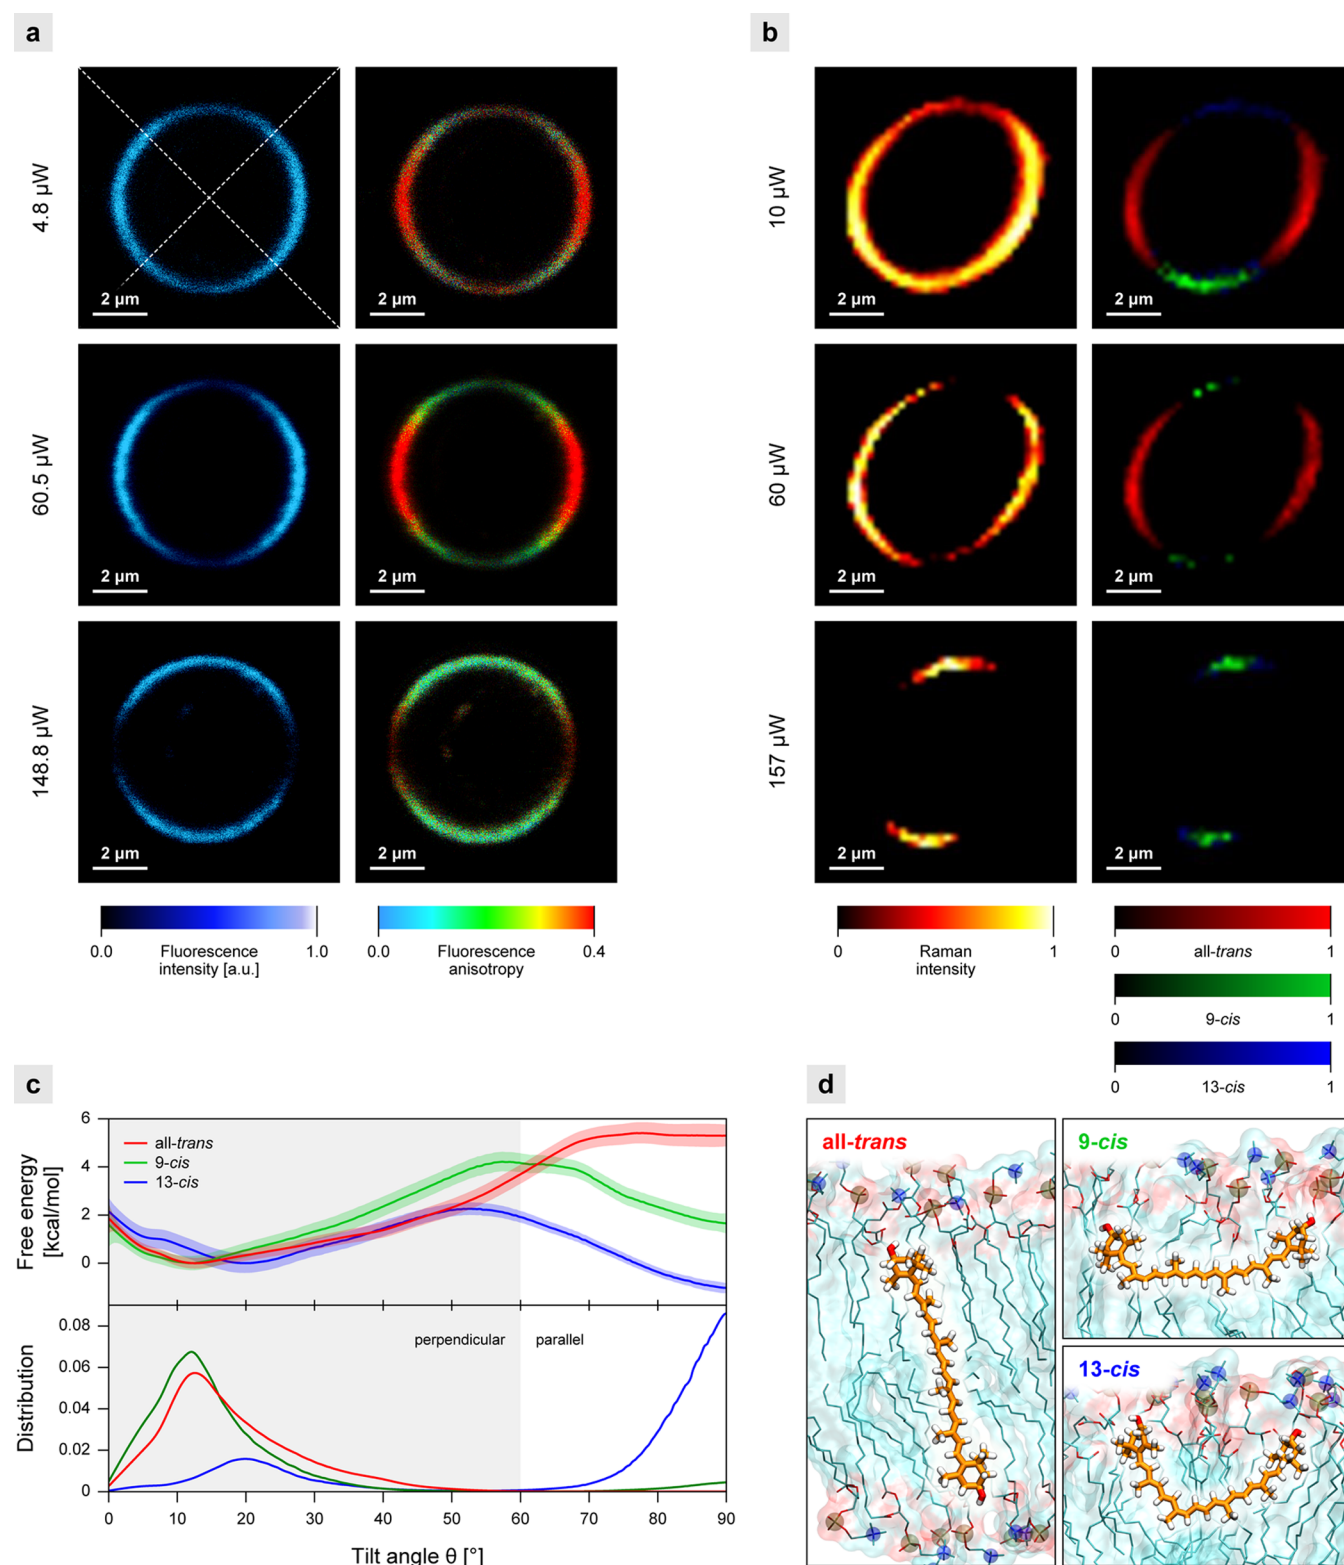 a
b
4.8 µW
2 µm
2 µm
10 µW
2 µm
2 µm
60.5 µW
2 µm
2 µm
60 µW
2 µm
2 µm
148.8 µW
2 µm
2 µm
157 µW
2 µm
2 µm
0.0 Fluorescence 1.0
intensity [a.u.]
0.0 Fluorescence 0.4
anisotropy
0 Raman 1
intensity
0 all-trans 1
0 9-cis 1
0 13-cis 1
c
d
6
4
2
0
Free energy
[kcal/mol]
all-trans
9-cis
13-cis
0.08
0.06
0.04
0.02
0
Distribution
perpendicular
parallel
0 10 20 30 40 50 60 70 80 90
Tilt angle θ [°]
all-trans
9-cis
13-cis